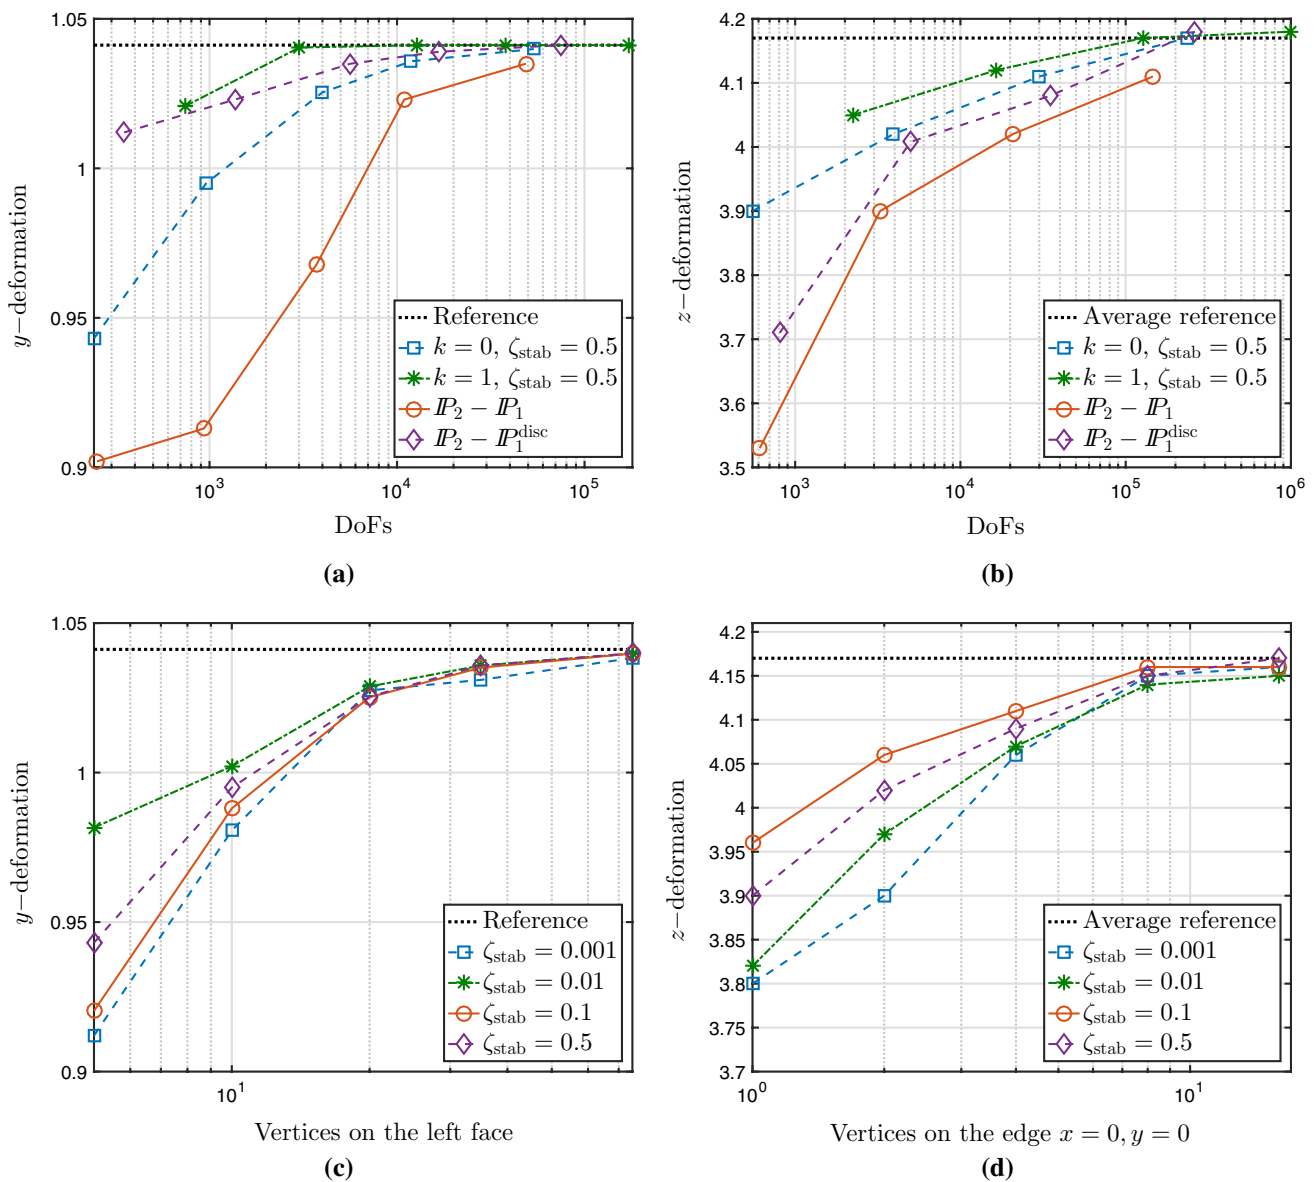 1.05
1
0.95
0.9
y−deformation
10³
10⁴
10⁵
DoFs
Reference
k = 0, ζstab = 0.5
k = 1, ζstab = 0.5
IP₂ − IP₁
IP₂ − IP₁ᵈⁱˢᶜ
(a)
4.2
4.1
4
3.9
3.8
3.7
3.6
3.5
z−deformation
10³
10⁴
10⁵
10⁶
DoFs
Average reference
k = 0, ζstab = 0.5
k = 1, ζstab = 0.5
IP₂ − IP₁
IP₂ − IP₁ᵈⁱˢᶜ
(b)
1.05
1
0.95
0.9
y−deformation
10¹
Vertices on the left face
Reference
ζstab = 0.001
ζstab = 0.01
ζstab = 0.1
ζstab = 0.5
(c)
4.2
4.15
4.1
4.05
4
3.95
3.9
3.85
3.8
3.75
3.7
z−deformation
10⁰
10¹
Vertices on the edge x = 0, y = 0
Average reference
ζstab = 0.001
ζstab = 0.01
ζstab = 0.1
ζstab = 0.5
(d)